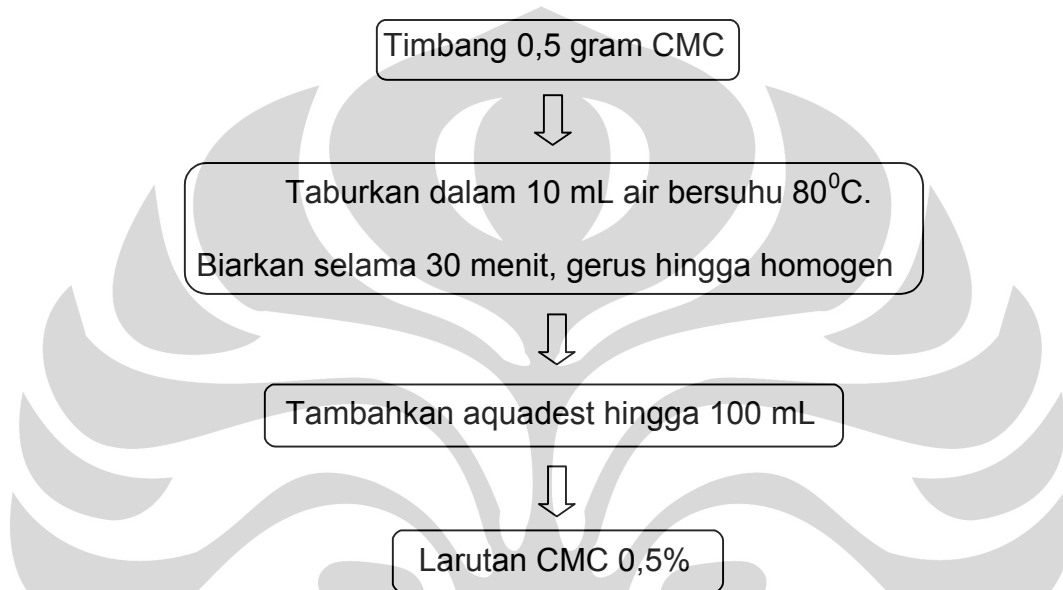 Timbang 0,5 gram CMC
Taburkan dalam 10 mL air bersuhu 80⁰C.
Biarkan selama 30 menit, gerus hingga homogen
Tambahkan aquadest hingga 100 mL
Larutan CMC 0,5%